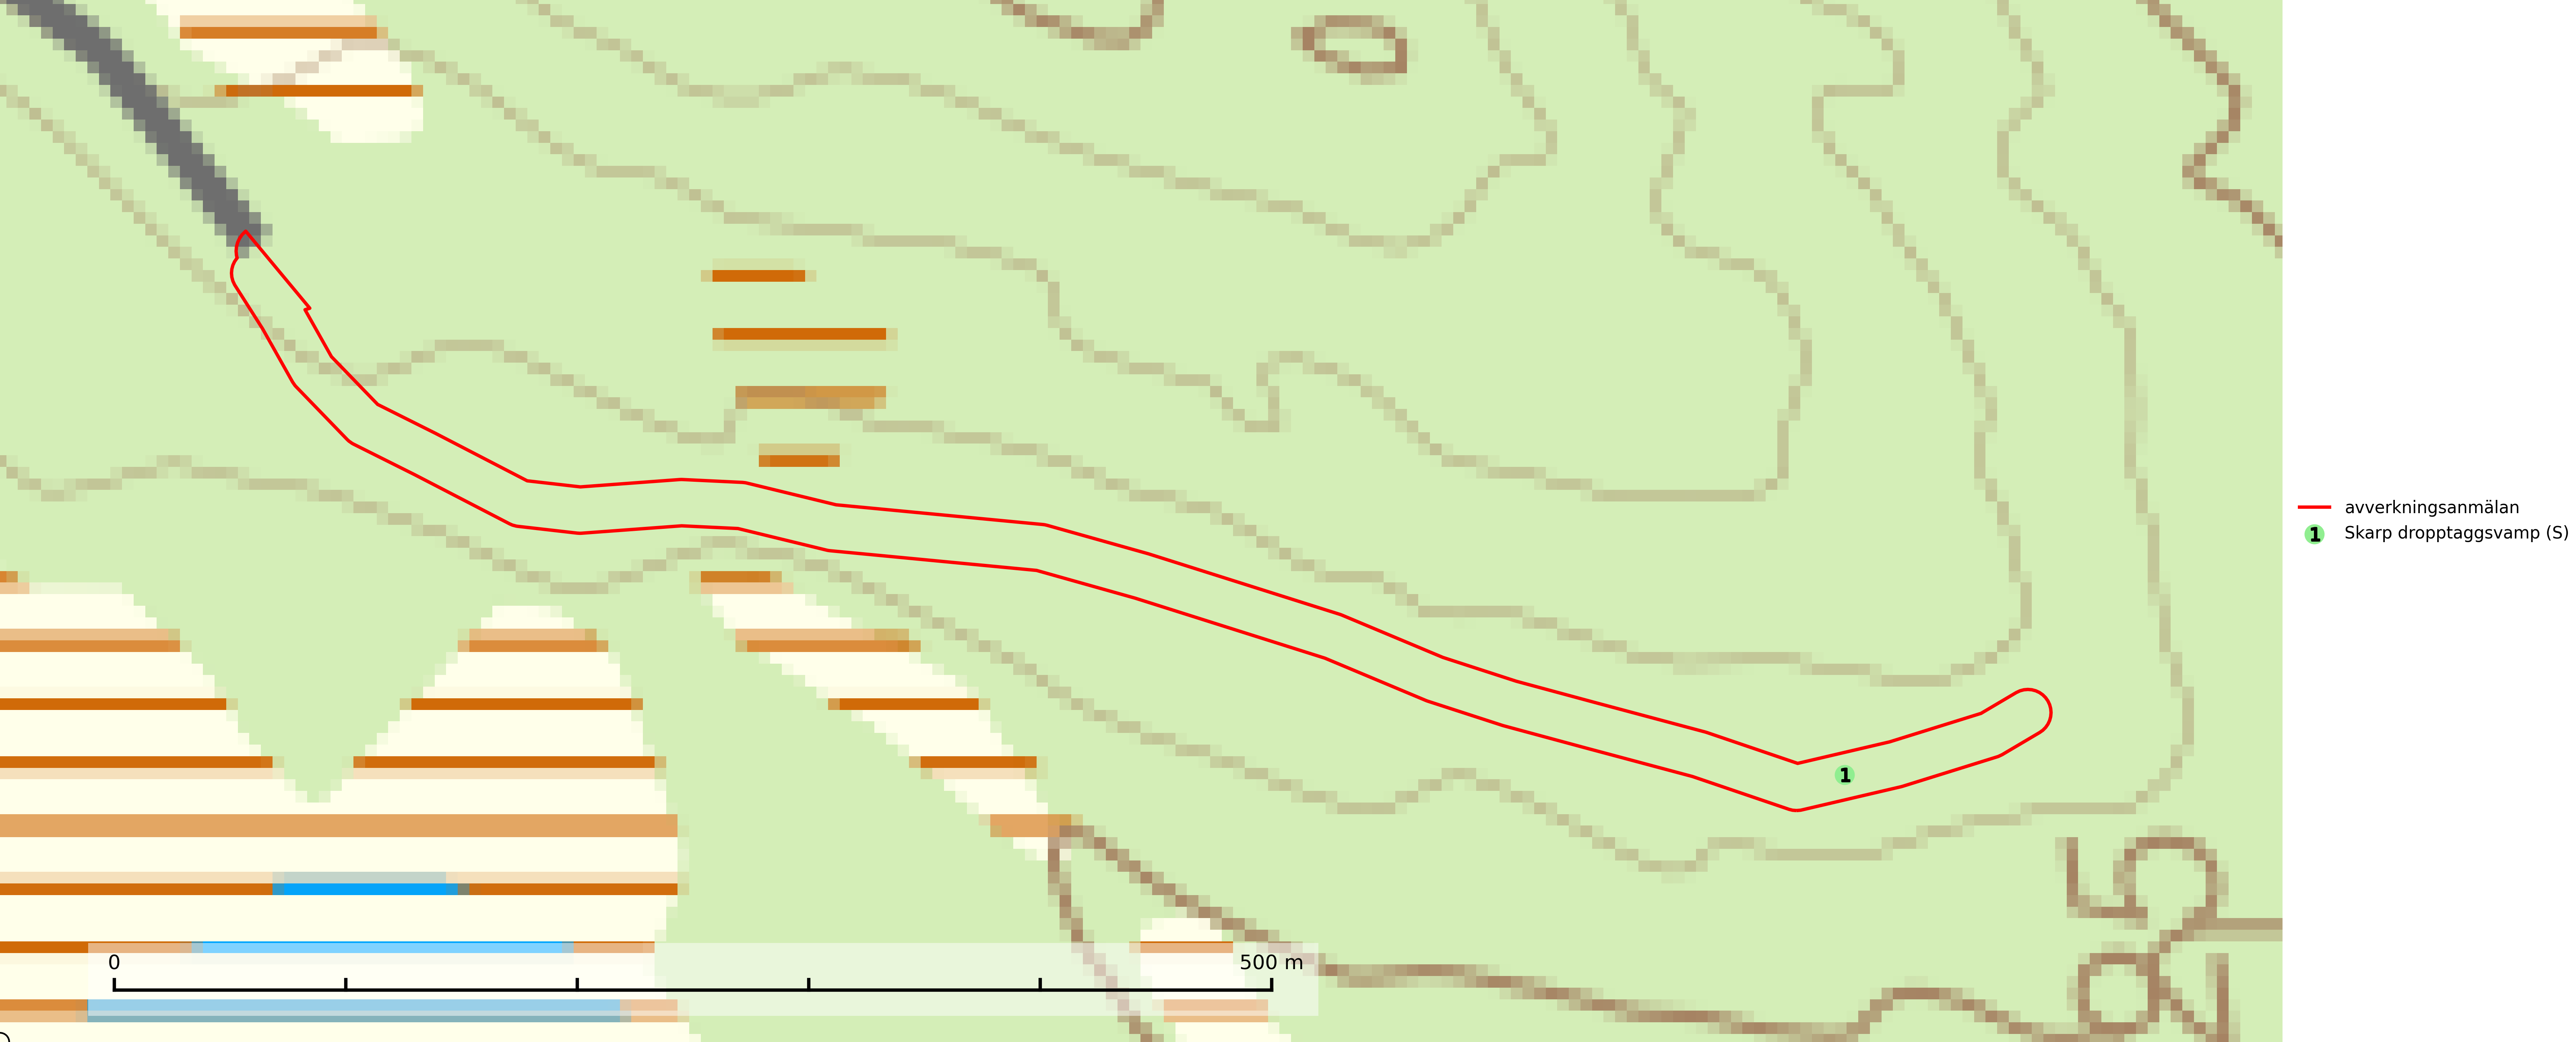 avverkningsanmälan
1 Skarp dropptaggsvamp (S)
1
0 500 m